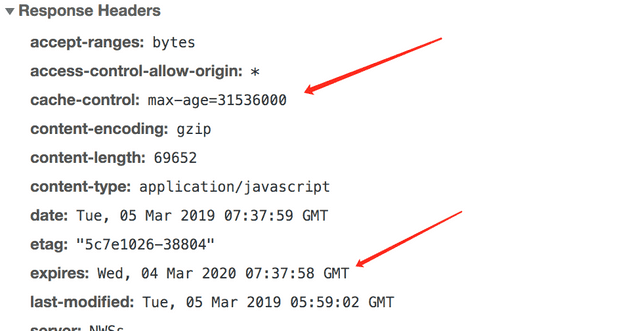 Response Headers
accept-ranges: bytes
access-control-allow-origin: *
cache-control: max-age=31536000
content-encoding: gzip
content-length: 69652
content-type: application/javascript
date: Tue, 05 Mar 2019 07:37:59 GMT
etag: "5c7e1026-38804"
expires: Wed, 04 Mar 2020 07:37:58 GMT
last-modified: Tue, 05 Mar 2019 05:59:02 GMT
server: NWSs